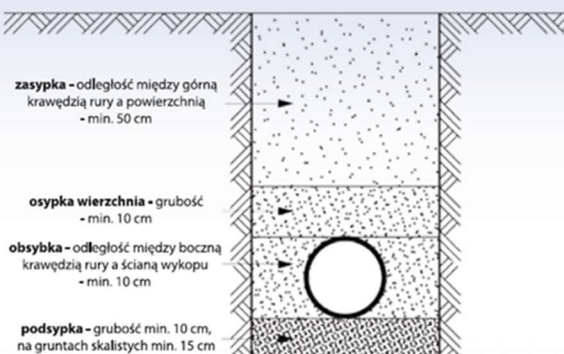 zasypka – odległość między górną
krawędzią rury a powierzchnią
- min. 50 cm
osypka wierzchnia - grubość
- min. 10 cm
obsybka – odległość między boczną
krawędzią rury a ścianą wykopu
- min. 10 cm
podsypka – grubość min. 10 cm,
na gruntach skalistych min. 15 cm